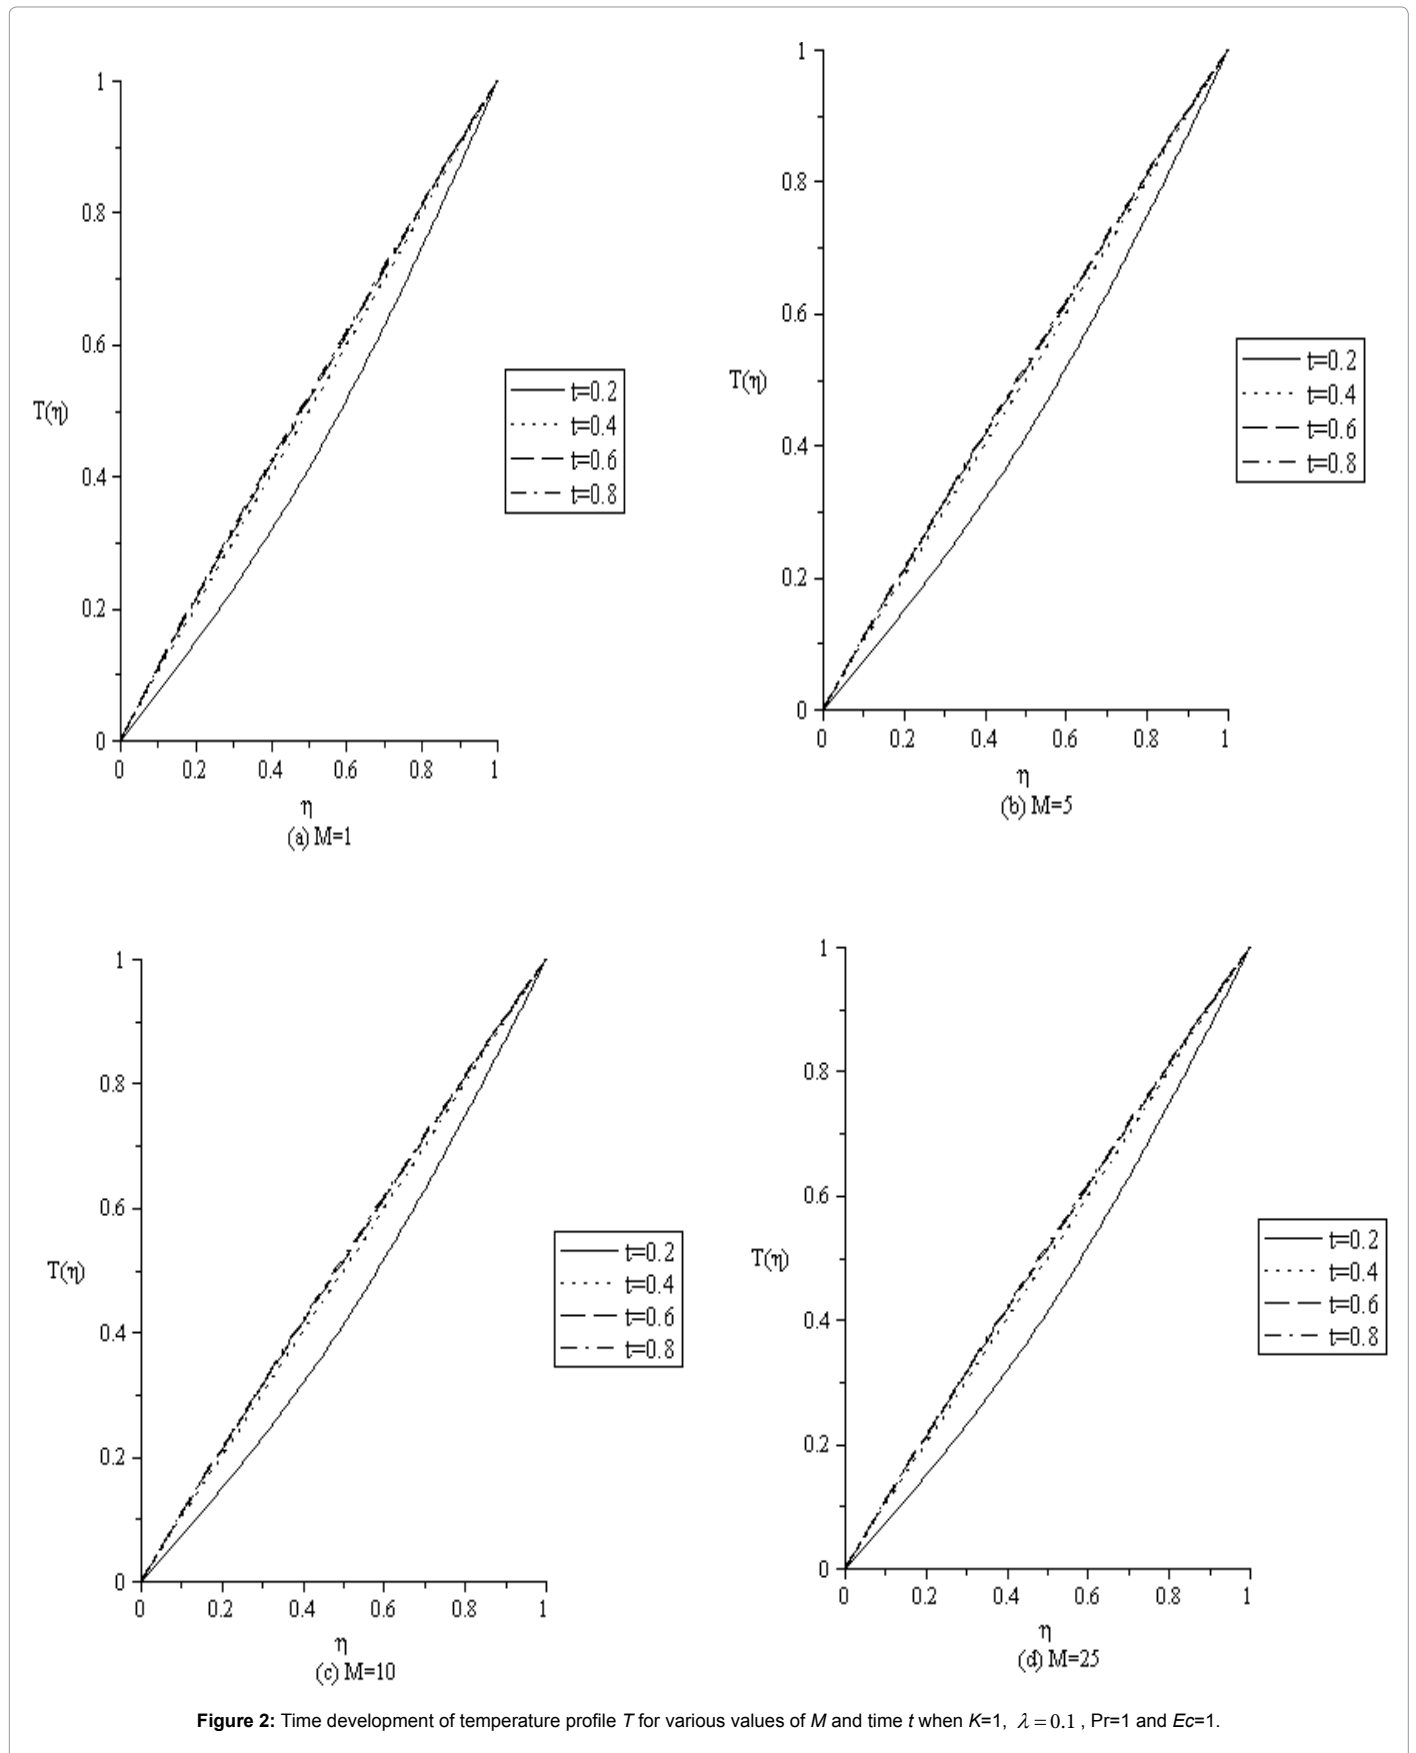 1
0.8
0.6
T(η)
0.4
0.2
0
0 0.2 0.4 0.6 0.8 1
η
(a) M=1
t=0.2
t=0.4
t=0.6
t=0.8
1
0.8
0.6
T(η)
0.4
0.2
0
0 0.2 0.4 0.6 0.8 1
η
(b) M=5
t=0.2
t=0.4
t=0.6
t=0.8
1
0.8
0.6
T(η)
0.4
0.2
0
0 0.2 0.4 0.6 0.8 1
η
(c) M=10
t=0.2
t=0.4
t=0.6
t=0.8
1
0.8
0.6
T(η)
0.4
0.2
0
0 0.2 0.4 0.6 0.8 1
η
(d) M=25
t=0.2
t=0.4
t=0.6
t=0.8
Figure 2: Time development of temperature profile T for various values of M and time t when K=1, λ = 0.1 , Pr=1 and Ec=1.